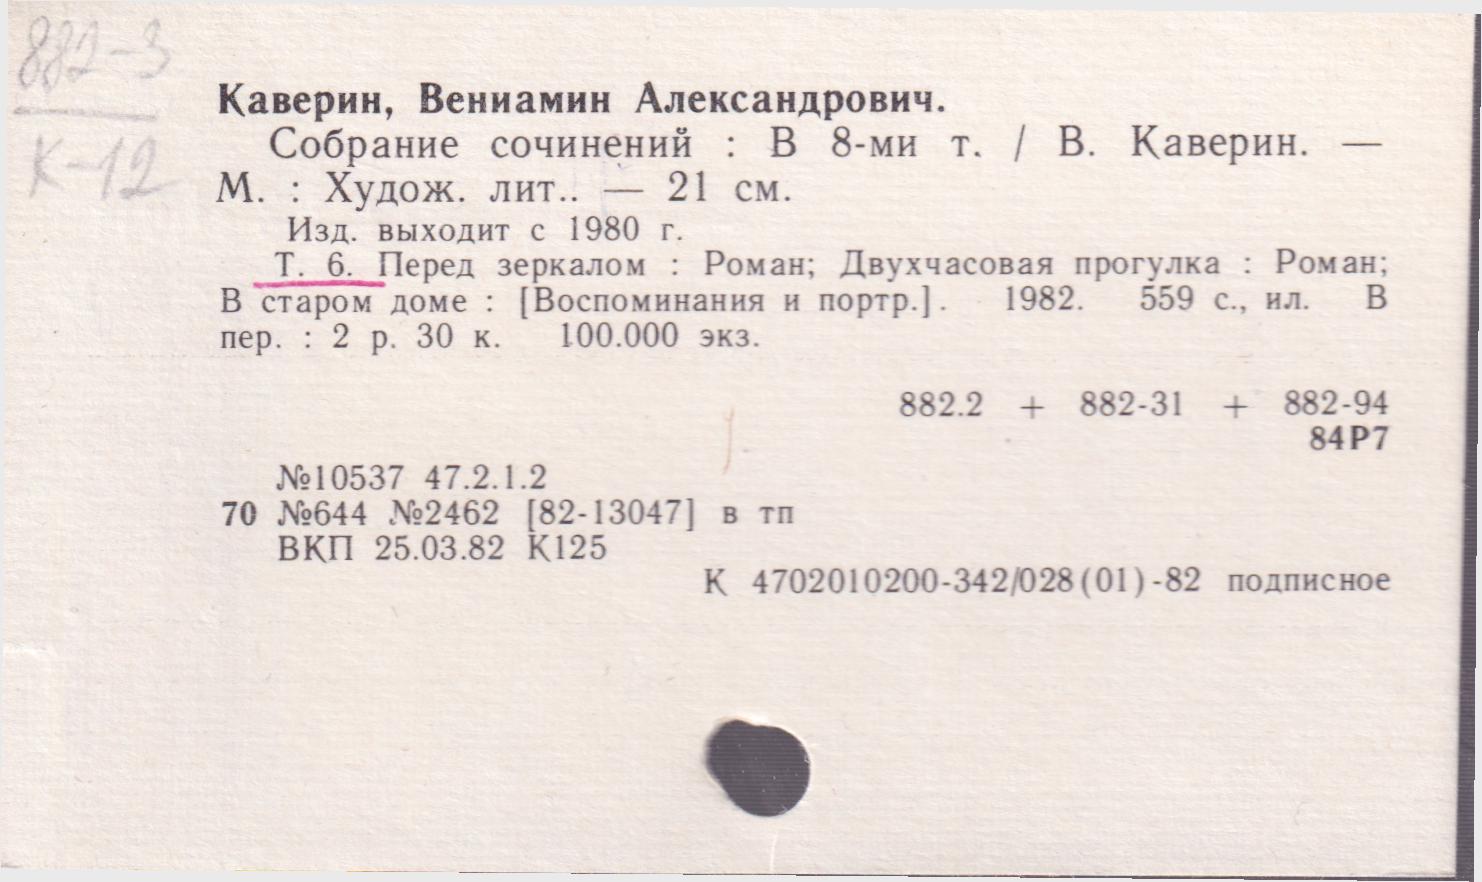 882-3
К-12
Каверин, Вениамин Александрович.
Собрание сочинений : В 8-ми т. / В. Каверин. —
М. : Худож. лит.. — 21 см.
Изд. выходит с 1980 г.
Т. 6. Перед зеркалом : Роман; Двухчасовая прогулка : Роман;
В старом доме : [Воспоминания и портр.]. 1982. 559 с., ил. В
пер. : 2 р. 30 к. 100.000 экз.
882.2 + 882-31 + 882-94
84Р7
№10537 47.2.1.2
70 №644 №2462 [82-13047] в тп
ВКП 25.03.82 К125
К 4702010200-342/028(01)-82 подписное